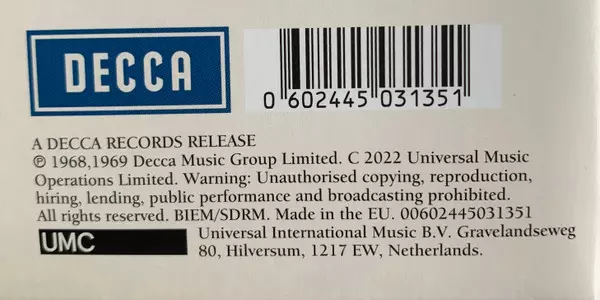 DECCA
0 602445 031351
A DECCA RECORDS RELEASE
℗ 1968,1969 Decca Music Group Limited. C 2022 Universal Music
Operations Limited. Warning: Unauthorised copying, reproduction,
hiring, lending, public performance and broadcasting prohibited.
All rights reserved. BIEM/SDRM. Made in the EU. 00602445031351
UMC
Universal International Music B.V. Gravelandseweg
80, Hilversum, 1217 EW, Netherlands.